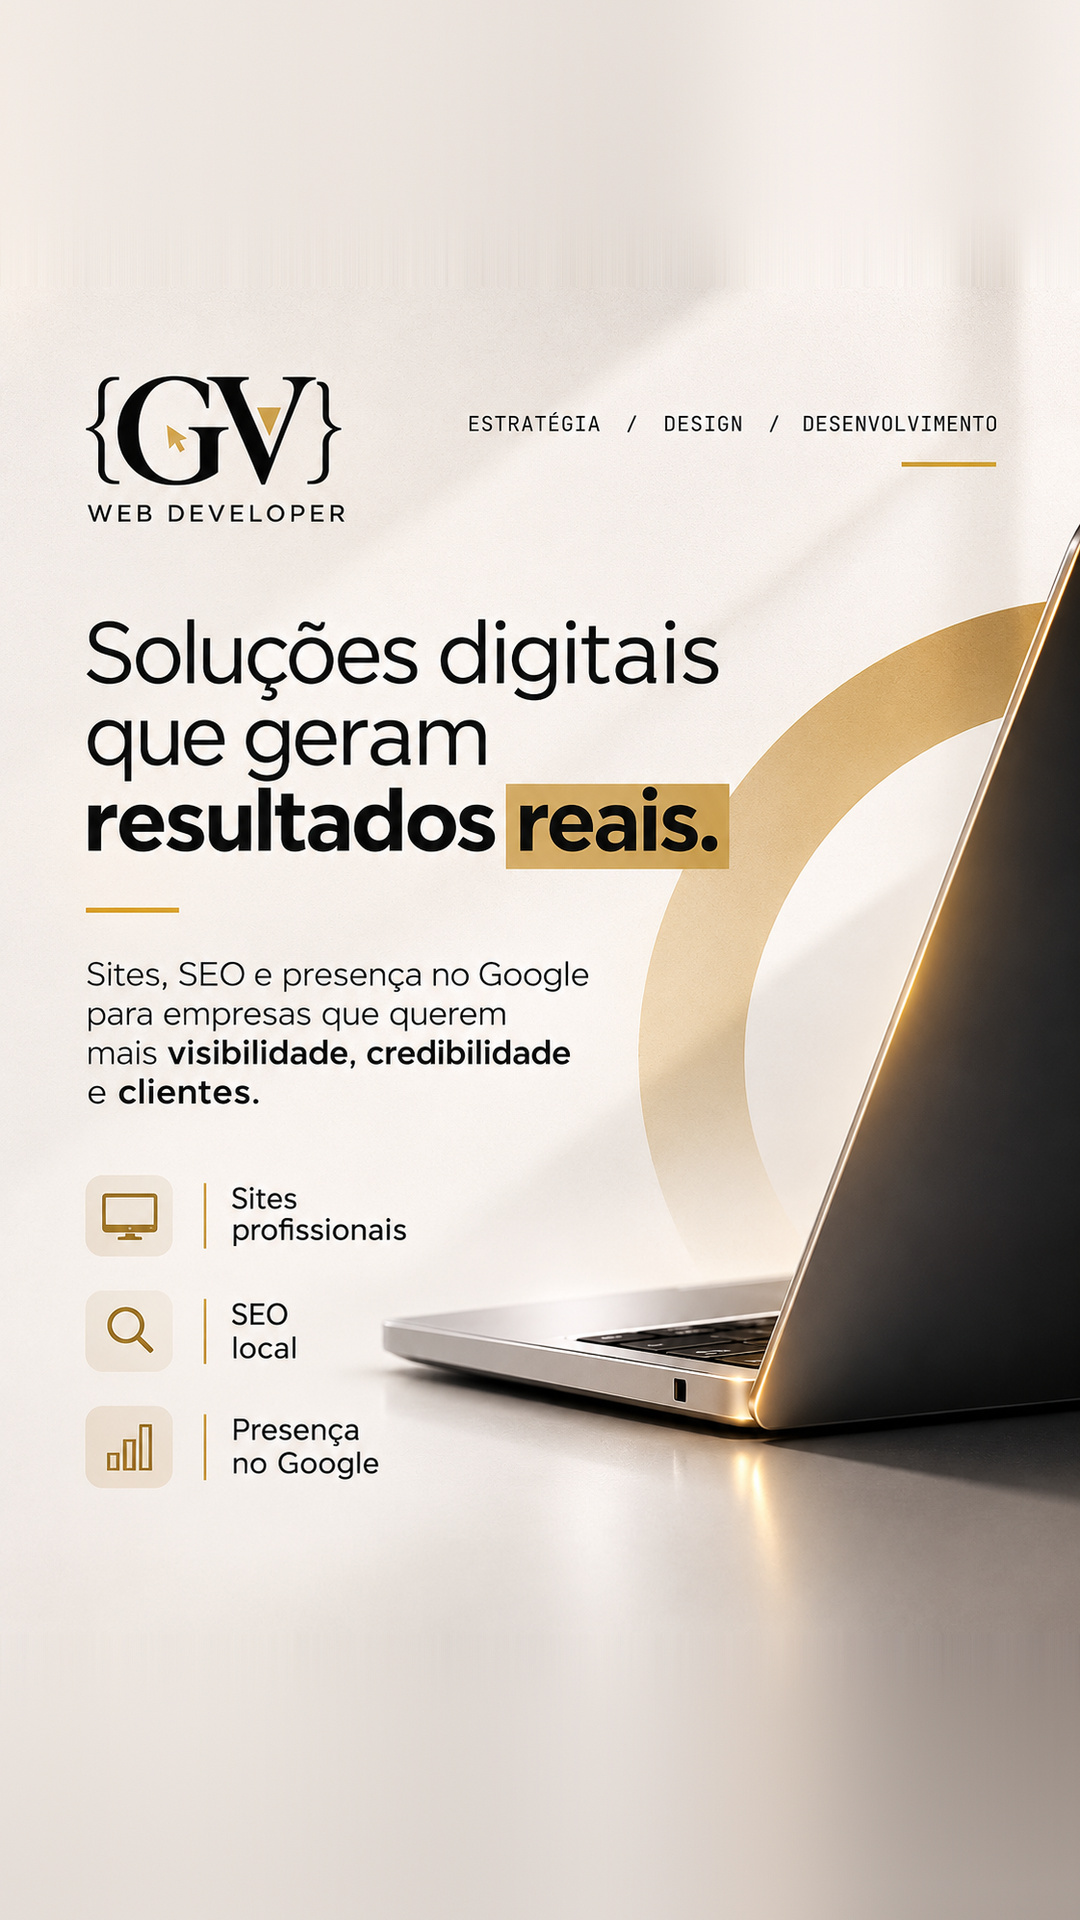 {GV}
WEB DEVELOPER
ESTRATÉGIA / DESIGN / DESENVOLVIMENTO
Soluções digitais
que geram
resultados reais.
Sites, SEO e presença no Google
para empresas que querem
mais visibilidade, credibilidade
e clientes.
Sites
profissionais
SEO
local
Presença
no Google